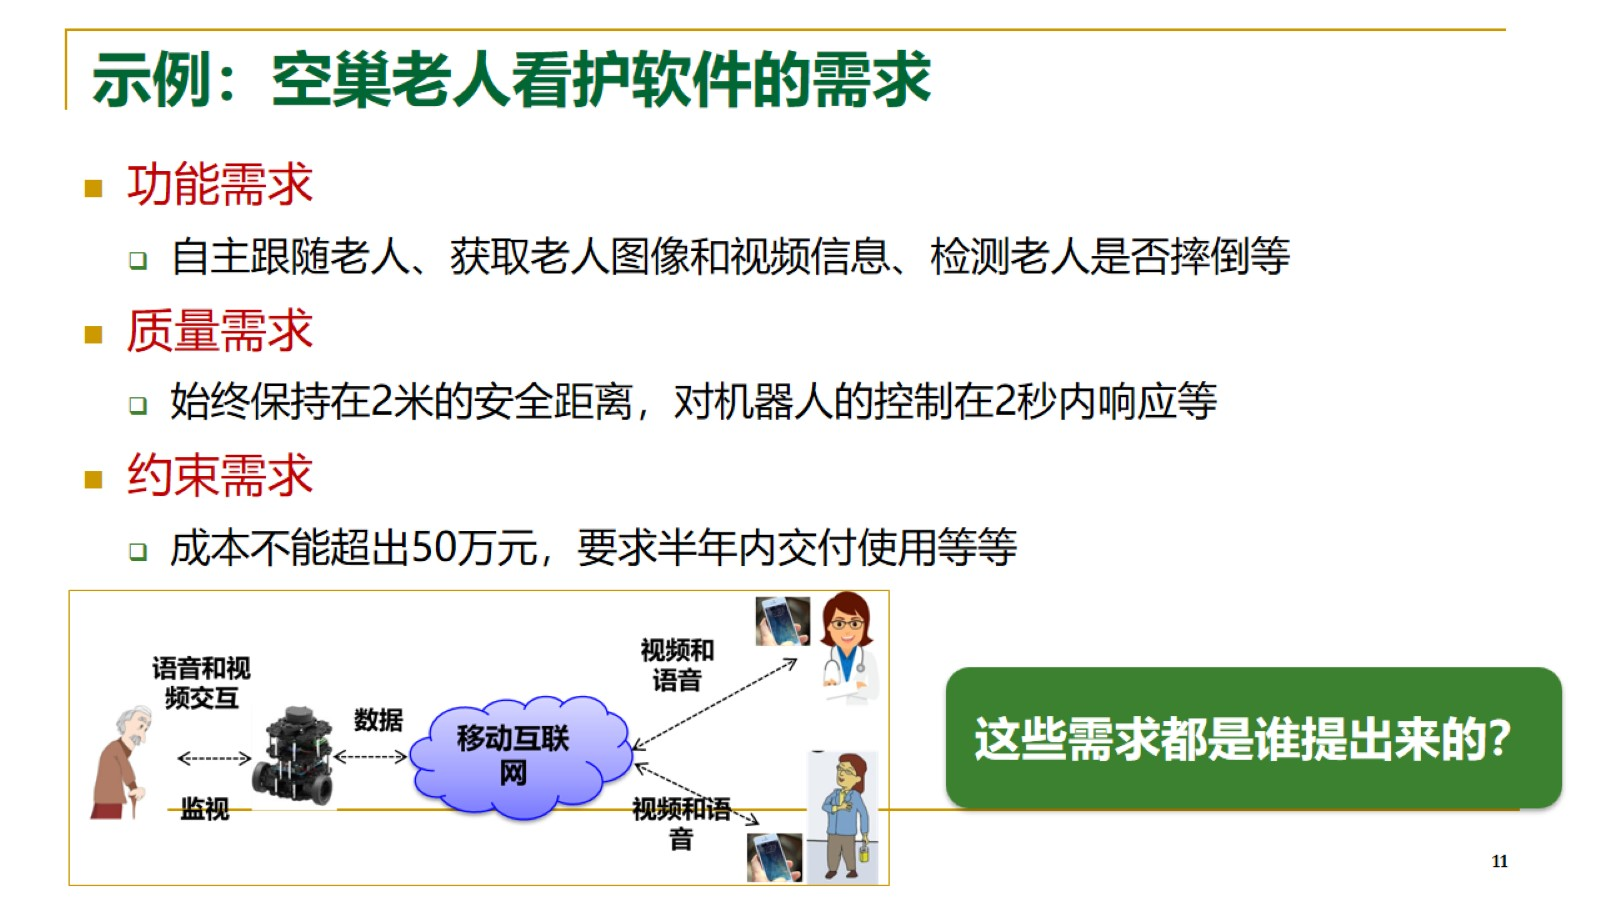 示例：空巢老人看护软件的需求
功能需求
自主跟随老人、获取老人图像和视频信息、检测老人是否摔倒等
质量需求
始终保持在2米的安全距离，对机器人的控制在2秒内响应等
约束需求
成本不能超出50万元，要求半年内交付使用等等
语音和视
频交互
监视
数据
移动互联
网
视频和
语音
视频和语
音
这些需求都是谁提出来的？
11